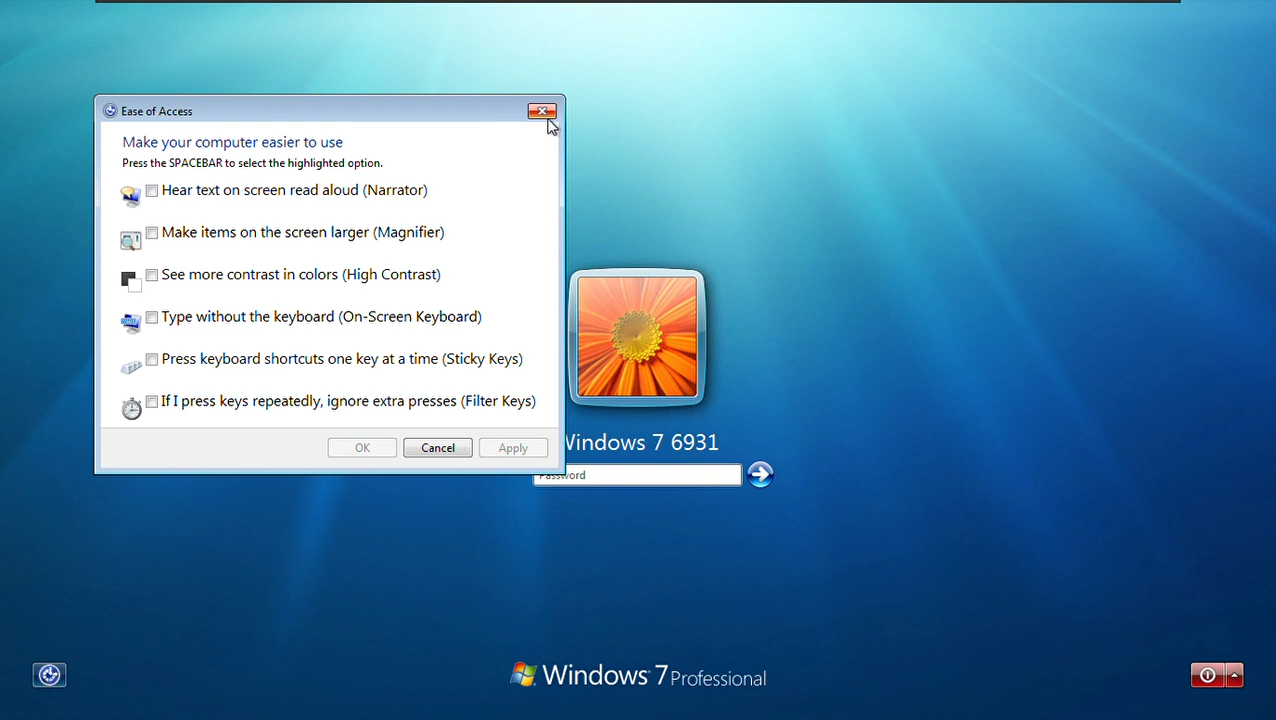 Ease of Access
Make your computer easier to use
Press the SPACEBAR to select the highlighted option.
Hear text on screen read aloud (Narrator)
Make items on the screen larger (Magnifier)
See more contrast in colors (High Contrast)
Type without the keyboard (On-Screen Keyboard)
Press keyboard shortcuts one key at a time (Sticky Keys)
If I press keys repeatedly, ignore extra presses (Filter Keys)
OK Cancel Apply
Windows 7 6931
Password
Windows 7 Professional